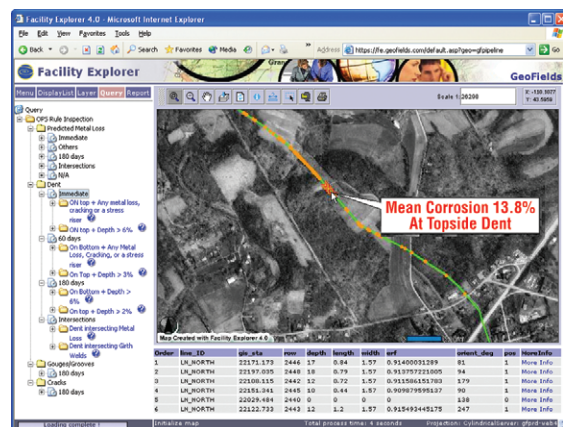 Facility Explorer 4.0 - Microsoft Internet Explorer
File Edit View Favorites Tools Help
Back Search Favorites Media Address https://fe.geofields.com/default.asp?geo=gfpipeline Go
Facility Explorer
GeoFields
Menu DisplayList Layer Query Report
Scale 1:20200
Query
OPS Rule Inspection
Predicted Metal Loss
Immediate
Others
180 days
Intersections
N/A
Dent
Immediate
ON top + Any metal loss,
cracking or a stress
riser
ON top + Depth > 6%
60 days
On Bottom + Any Metal
Loss, Cracking, or a stress
riser
On Top + Depth > 3%
180 days
On Bottom + Depth >
6%
On top + Depth > 2%
Intersections
Dent intersecting Metal
Loss
Dent intersecting Girth
Welds
Gouges/Grooves
180 days
Cracks
180 days
Mean Corrosion 13.8%
At Topside Dent
Map Created with Facility Explorer 4.0
Order line_ID gis_sta row depth length width erf orient_deg pos MoreInfo
1 LN_NORTH 22171.173 2446 17 0.84 1.57 0.91400031289 81 1 More Info
2 LN_NORTH 22197.035 2448 18 0.79 1.57 0.913757221005 94 1 More Info
3 LN_NORTH 22108.115 2442 12 0.72 1.57 0.911586151703 179 1 More Info
4 LN_NORTH 22151.341 2445 10 0.44 1.57 0.909879595137 90 1 More Info
5 LN_NORTH 22029.484 2440 0 0 0 0 138 0 More Info
6 LN_NORTH 22122.733 2443 12 1.2 1.57 0.915493445175 247 1 More Info
Loading complete !
Initialize map
Total process time: 4 seconds
Projection: CylindricalServer: gfprd-web4